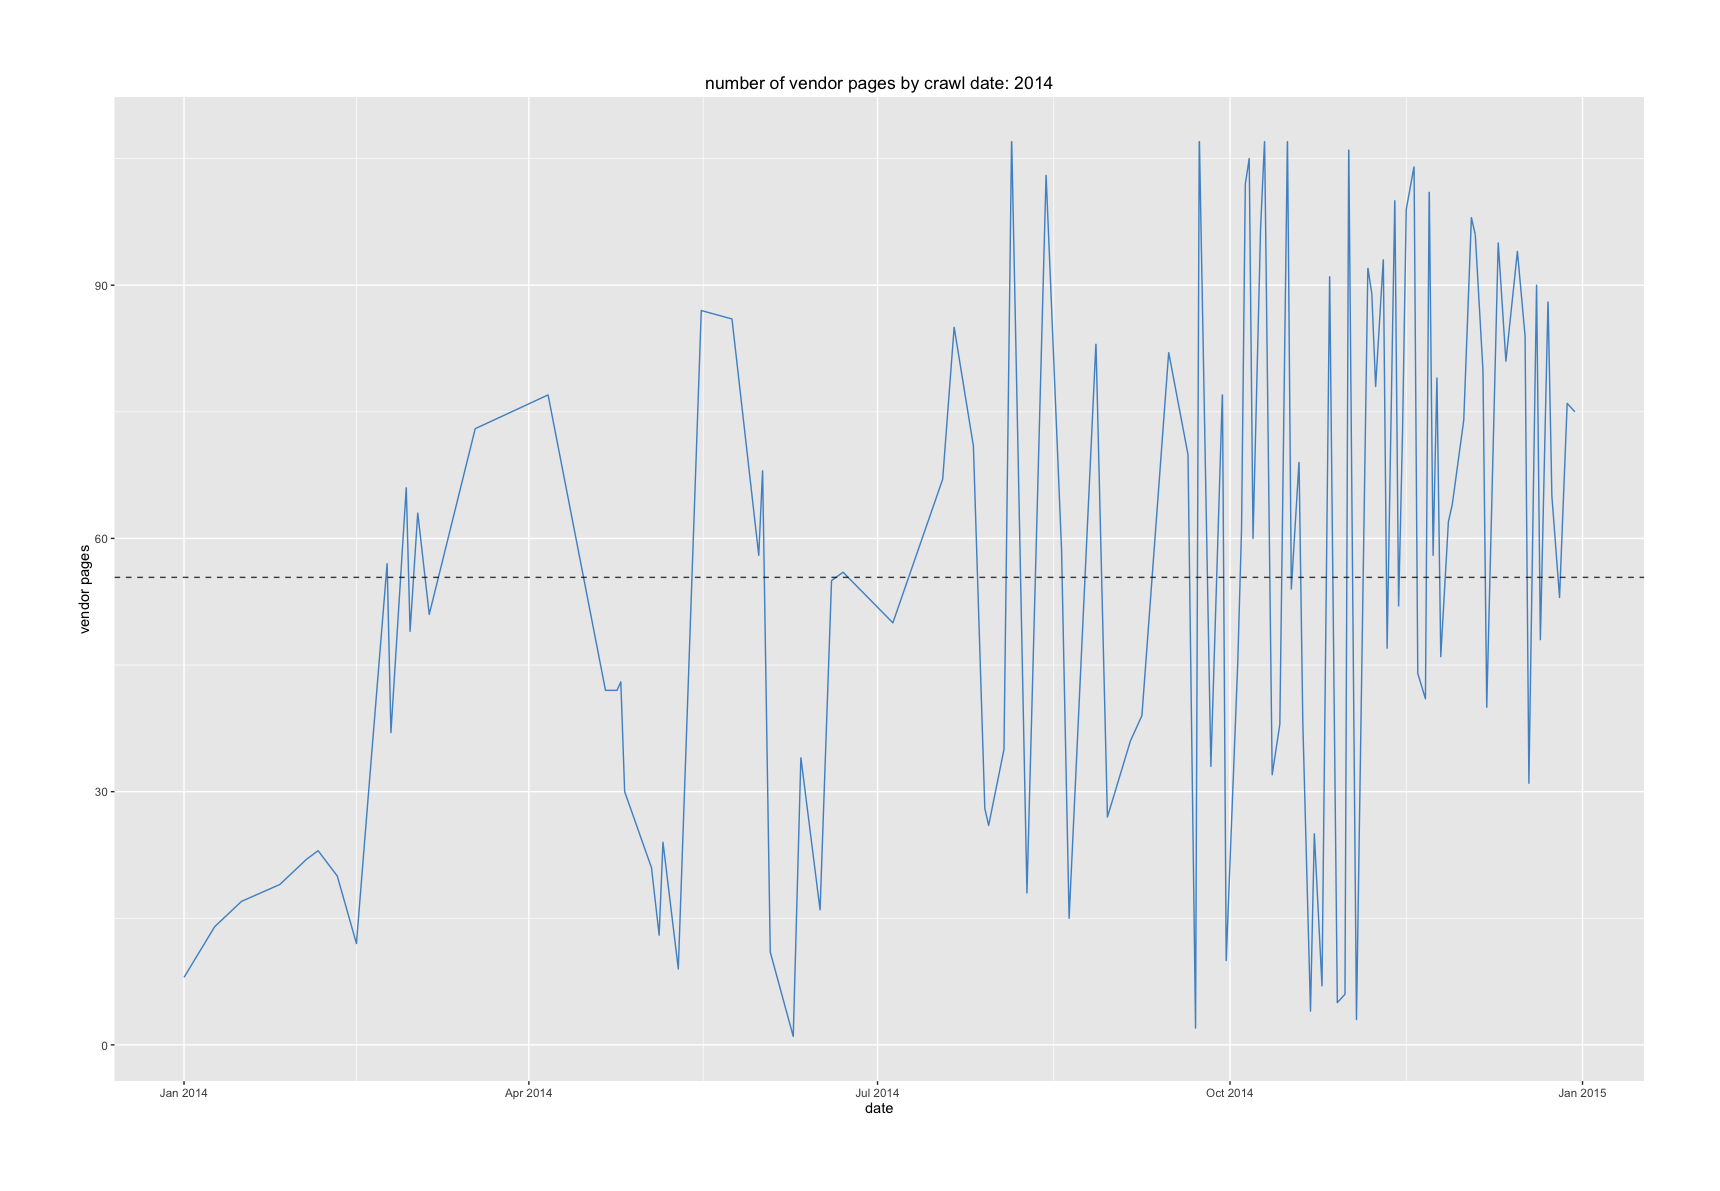 number of vendor pages by crawl date: 2014
vendor pages
90
60
30
0
Jan 2014 Apr 2014 Jul 2014 Oct 2014 Jan 2015
date